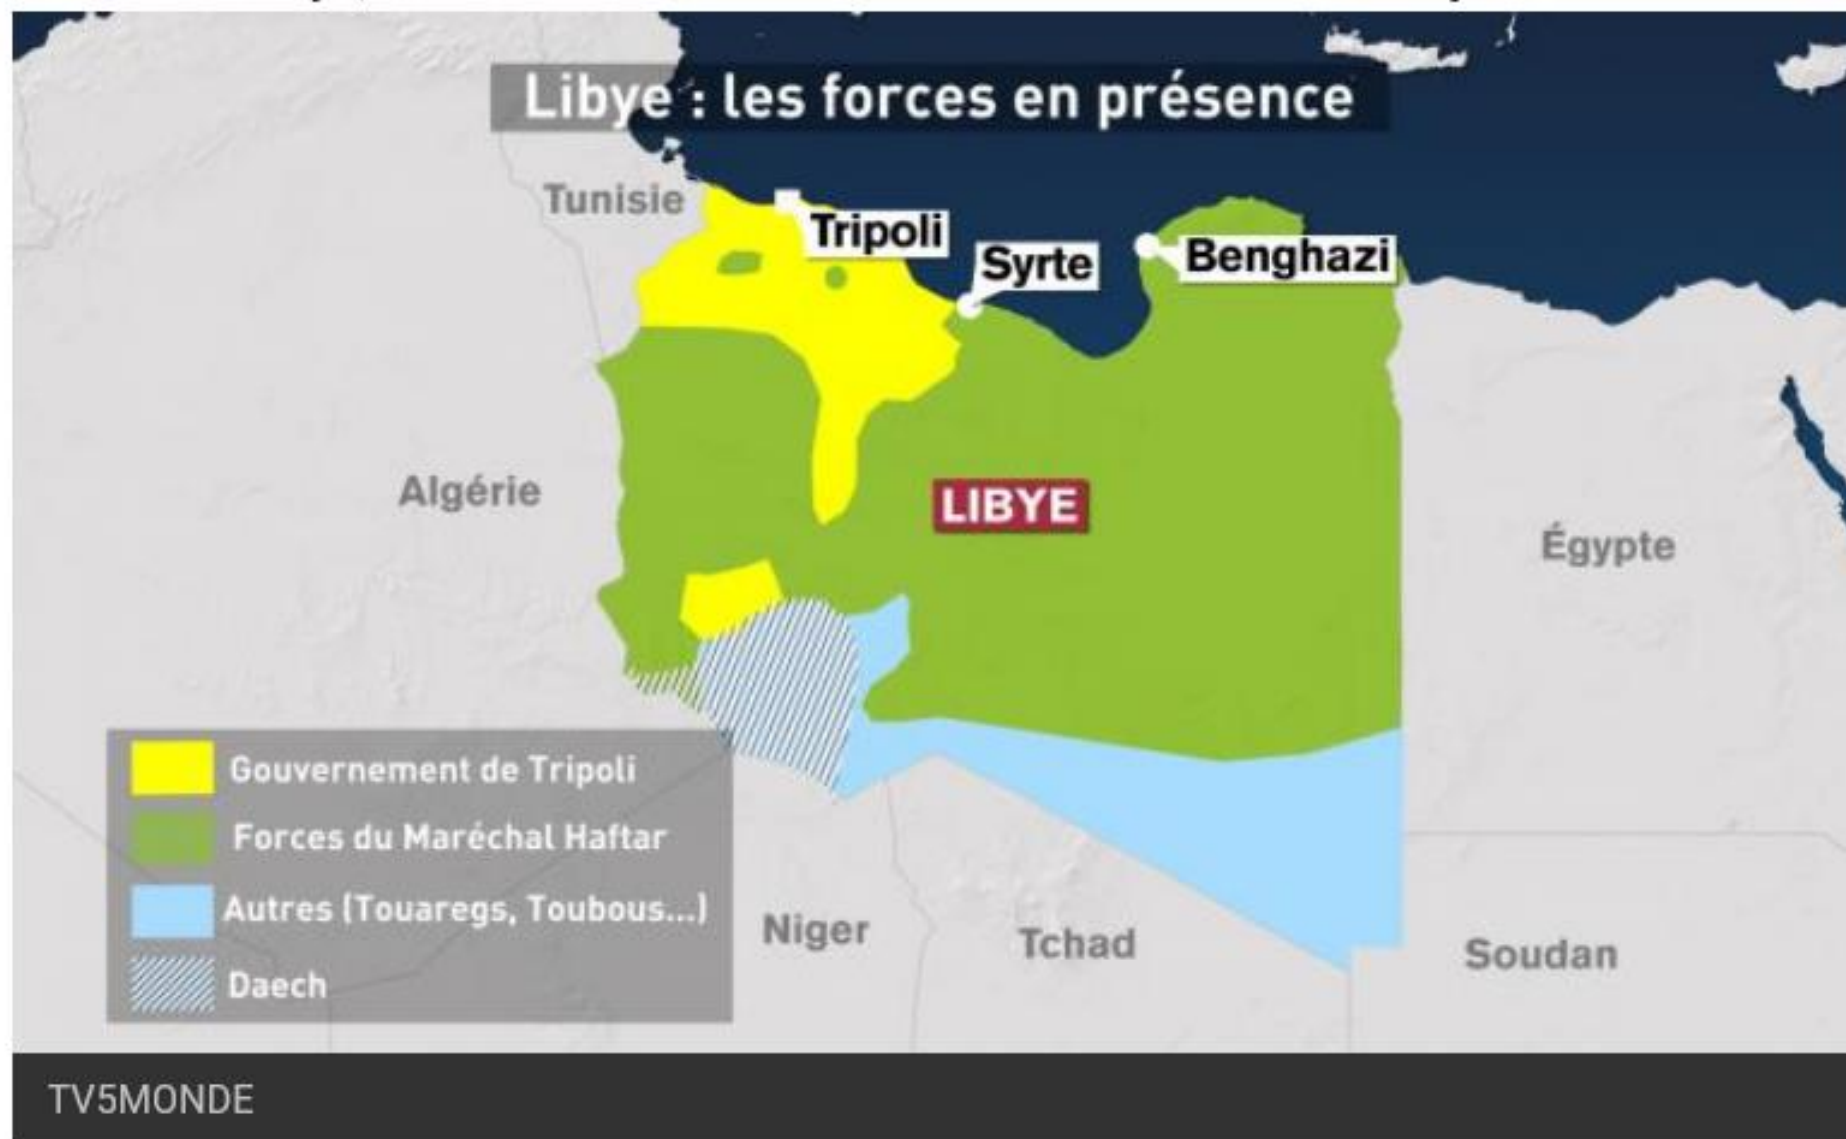 Libye : les forces en présence
Tunisie
Tripoli
Syrte
Benghazi
Algérie
LIBYE
Égypte
Gouvernement de Tripoli
Forces du Maréchal Haftar
Autres (Touaregs, Toubous...)
Daech
Niger
Tchad
Soudan
TV5MONDE